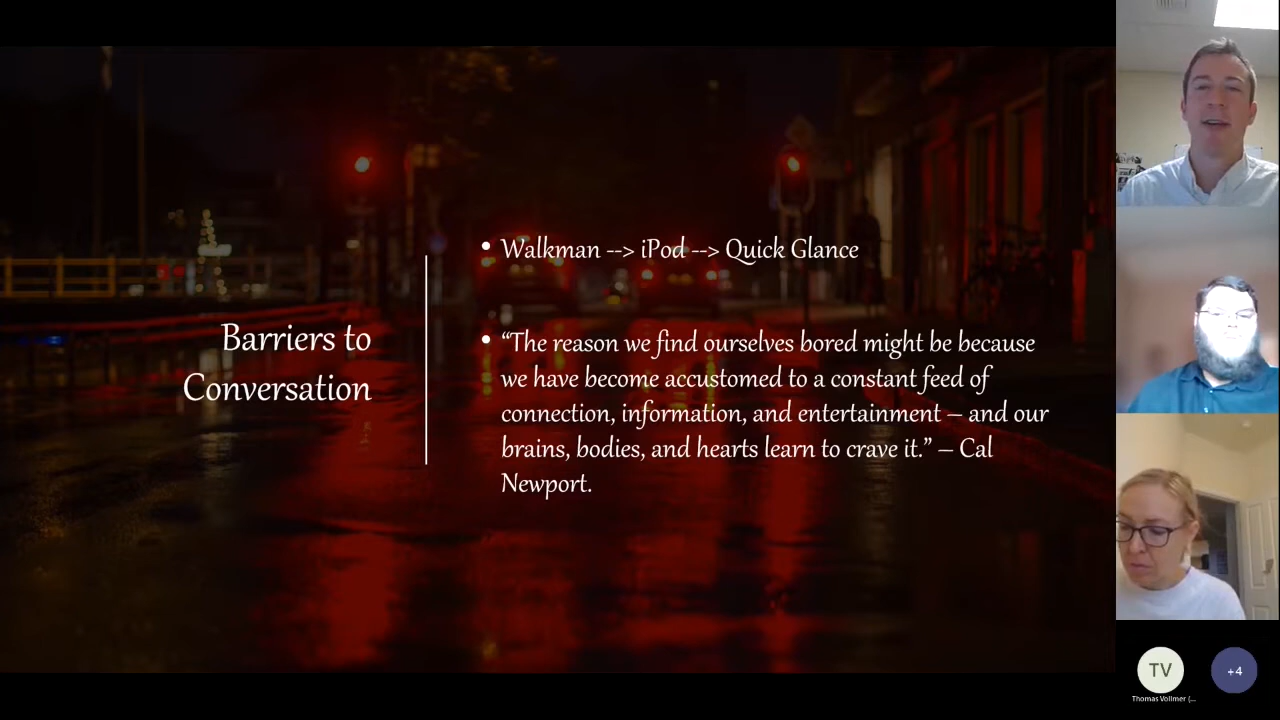 Barriers to
Conversation
• Walkman --> iPod --> Quick Glance
• “The reason we find ourselves bored might be because
we have become accustomed to a constant feed of
connection, information, and entertainment – and our
brains, bodies, and hearts learn to crave it.” – Cal
Newport.
TV
+4
Thomas Vollmer (...